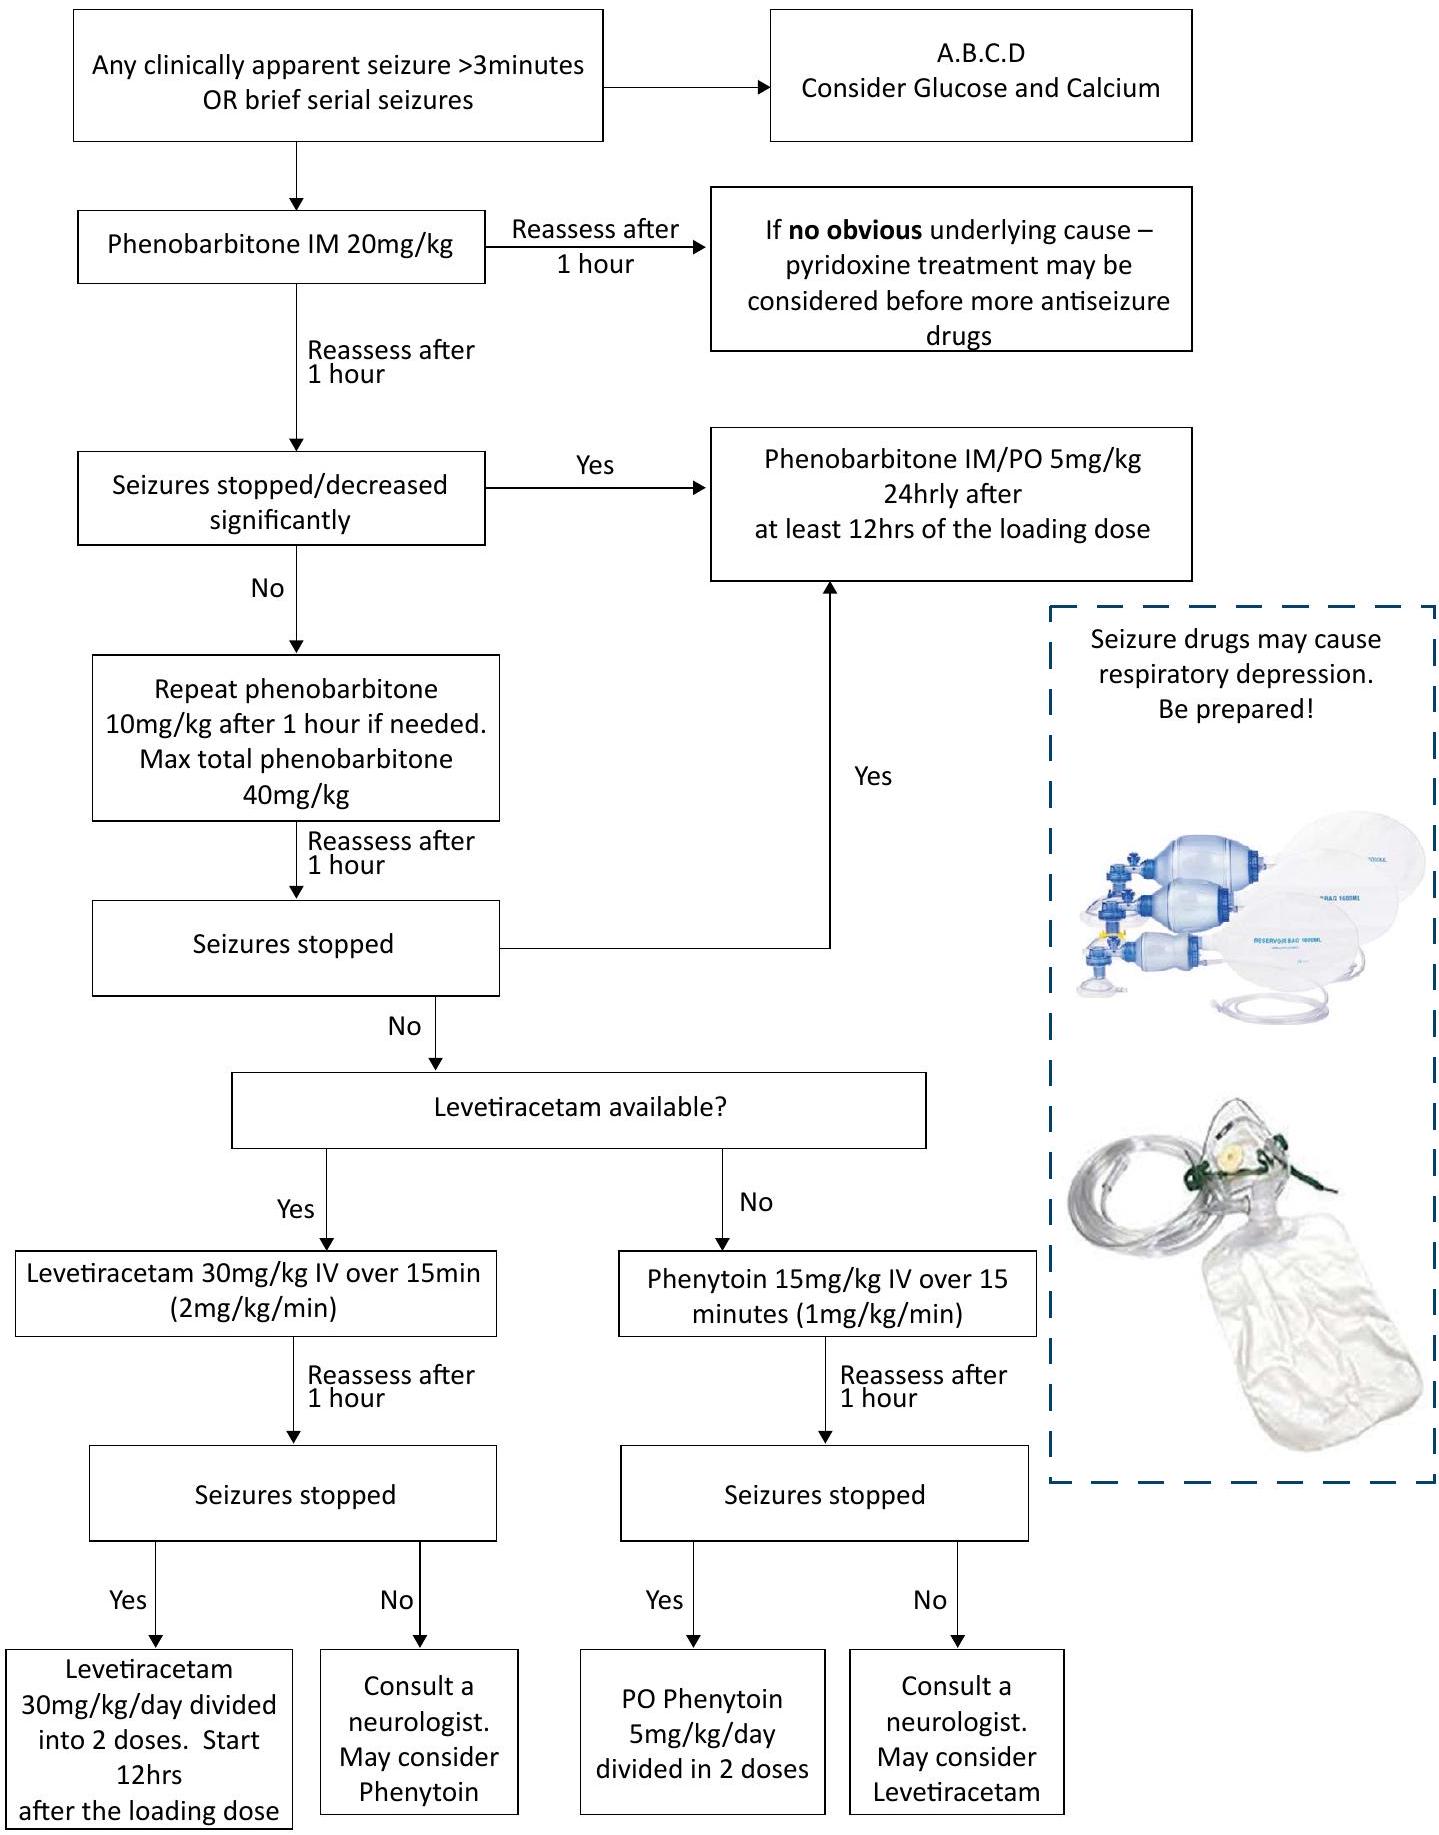 Any clinically apparent seizure >3minutes
OR brief serial seizures
A.B.C.D
Consider Glucose and Calcium
Phenobarbitone IM 20mg/kg
Reassess after
1 hour
If no obvious underlying cause –
pyridoxine treatment may be
considered before more antiseizure
drugs
Reassess after
1 hour
Seizures stopped/decreased
significantly
Yes
Phenobarbitone IM/PO 5mg/kg
24hrly after
at least 12hrs of the loading dose
No
Repeat phenobarbitone
10mg/kg after 1 hour if needed.
Max total phenobarbitone
40mg/kg
Yes
Seizure drugs may cause
respiratory depression.
Be prepared!
RESERVOIR BAG 1600ML
Reassess after
1 hour
Seizures stopped
No
Levetiracetam available?
Yes
No
Levetiracetam 30mg/kg IV over 15min
(2mg/kg/min)
Phenytoin 15mg/kg IV over 15
minutes (1mg/kg/min)
Reassess after
1 hour
Reassess after
1 hour
Seizures stopped
Seizures stopped
Yes
No
Yes
No
Levetiracetam
30mg/kg/day divided
into 2 doses.  Start
12hrs
after the loading dose
Consult a
neurologist.
May consider
Phenytoin
PO Phenytoin
5mg/kg/day
divided in 2 doses
Consult a
neurologist.
May consider
Levetiracetam